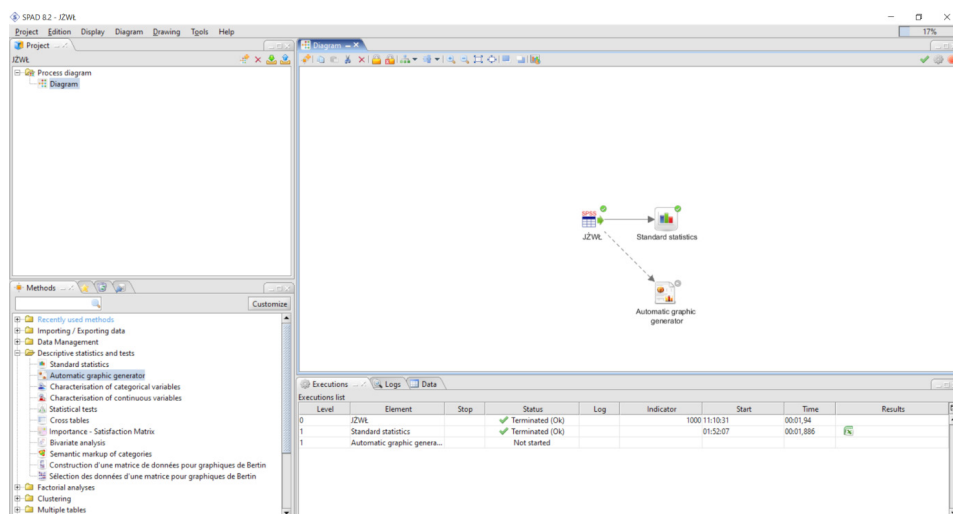 SPAD 8.2 - JŻWŁ
Project Edition Display Diagram Drawing Tools Help 17%
Project
JŻWŁ
Process diagram
Diagram
Diagram
SPSS
JŻWŁ
Standard statistics
Automatic graphic
generator
Methods
Customize
Recently used methods
Importing / Exporting data
Data Management
Descriptive statistics and tests
Standard statistics
Automatic graphic generator
Characterisation of categorical variables
Characterisation of continuous variables
Statistical tests
Cross tables
Importance - Satisfaction Matrix
Bivariate analysis
Semantic markup of categories
Construction d'une matrice de données pour graphiques de Bertin
Sélection des données d'une matrice pour graphiques de Bertin
Factorial analyses
Clustering
Multiple tables
Executions Logs Data
Executions list
Level Element Stop Status Log Indicator Start Time Results
0 JŻWŁ Terminated (Ok) 1000 11:10:31 00:01,94
1 Standard statistics Terminated (Ok) 01:52:07 00:01,886
1 Automatic graphic genera... Not started